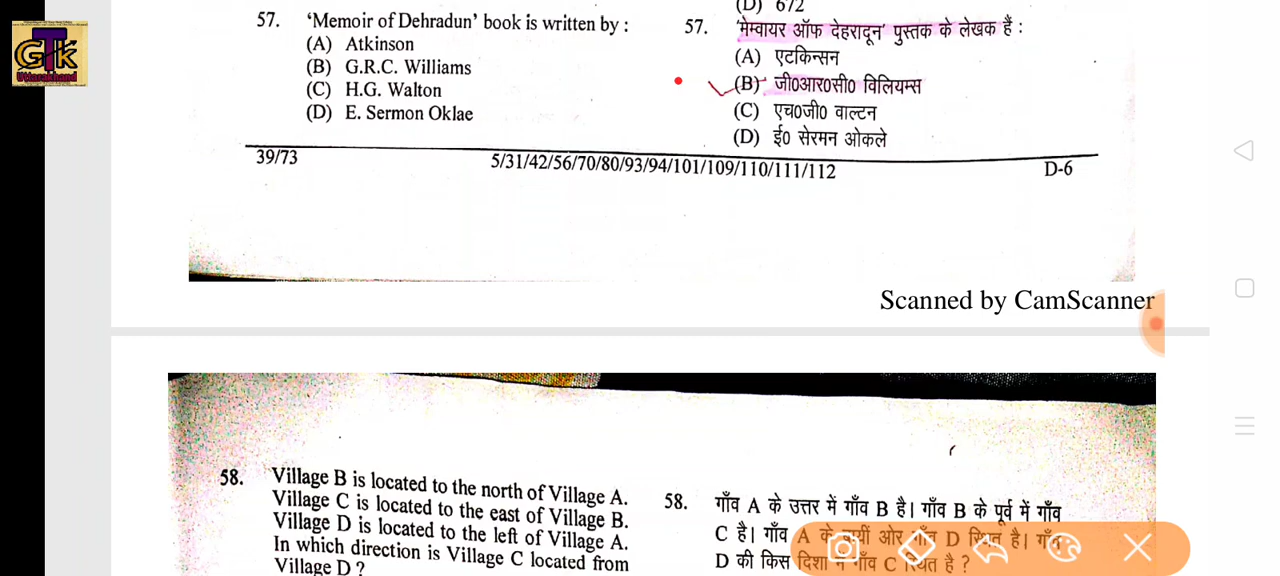 GTK
Uttarakhand
57. ‘Memoir of Dehradun’ book is written by :
(A) Atkinson
(B) G.R.C. Williams
(C) H.G. Walton
(D) E. Sermon Oklae
(D) 672
57. ‘मेम्वायर ऑफ देहरादून’ पुस्तक के लेखक हैं :
(A) एटकिन्सन
(B) जी0आर0सी0 विलियम्स
(C) एच0जी0 वाल्टन
(D) ई0 सेरमन ओकले
39/73 5/31/42/56/70/80/93/94/101/109/110/111/112 D-6
Scanned by CamScanner
58. Village B is located to the north of Village A.
Village C is located to the east of Village B.
Village D is located to the left of Village A.
In which direction is Village C located from
Village D ?
58. गाँव A के उत्तर में गाँव B है। गाँव B के पूर्व में गाँव
C है। गाँव A के बायीं ओर गाँव D स्थित है। गाँव
D की किस दिशा में गाँव C स्थित है ?